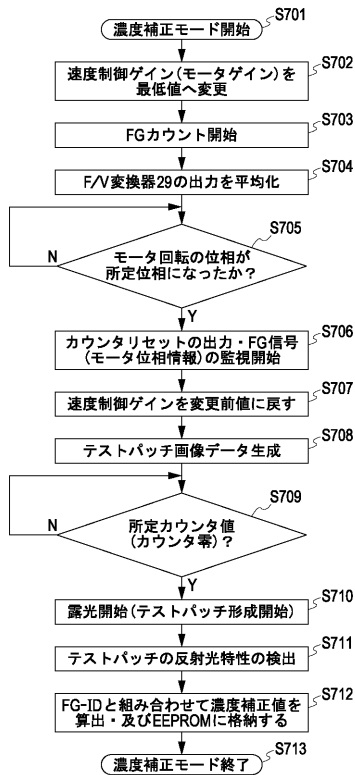 濃度補正モード開始
S701
速度制御ゲイン(モータゲイン)を
最低値へ変更
S702
FGカウント開始
S703
F/V変換器29の出力を平均化
S704
モータ回転の位相が
所定位相になったか?
S705
N
Y
カウンタリセットの出力・FG信号
(モータ位相情報)の監視開始
S706
速度制御ゲインを変更前値に戻す
S707
テストパッチ画像データ生成
S708
所定カウンタ値
(カウンタ零)?
S709
N
Y
露光開始(テストパッチ形成開始)
S710
テストパッチの反射光特性の検出
S711
FG-IDと組み合わせて濃度補正値を
算出・及びEEPROMに格納する
S712
濃度補正モード終了
S713